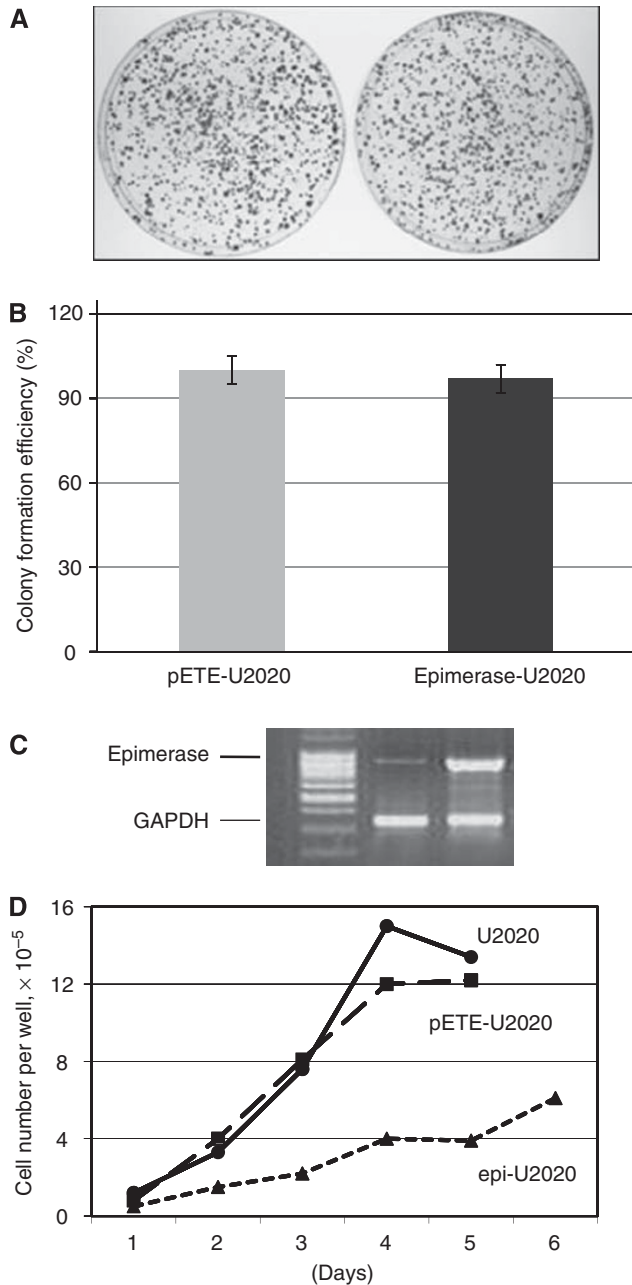 A
B
Colony formation efficiency (%)
120
90
60
30
0
pETE-U2020
Epimerase-U2020
C
Epimerase
GAPDH
D
Cell number per well, × 10⁻⁵
16
12
8
4
0
U2020
pETE-U2020
epi-U2020
1 2 3 4 5 6
(Days)